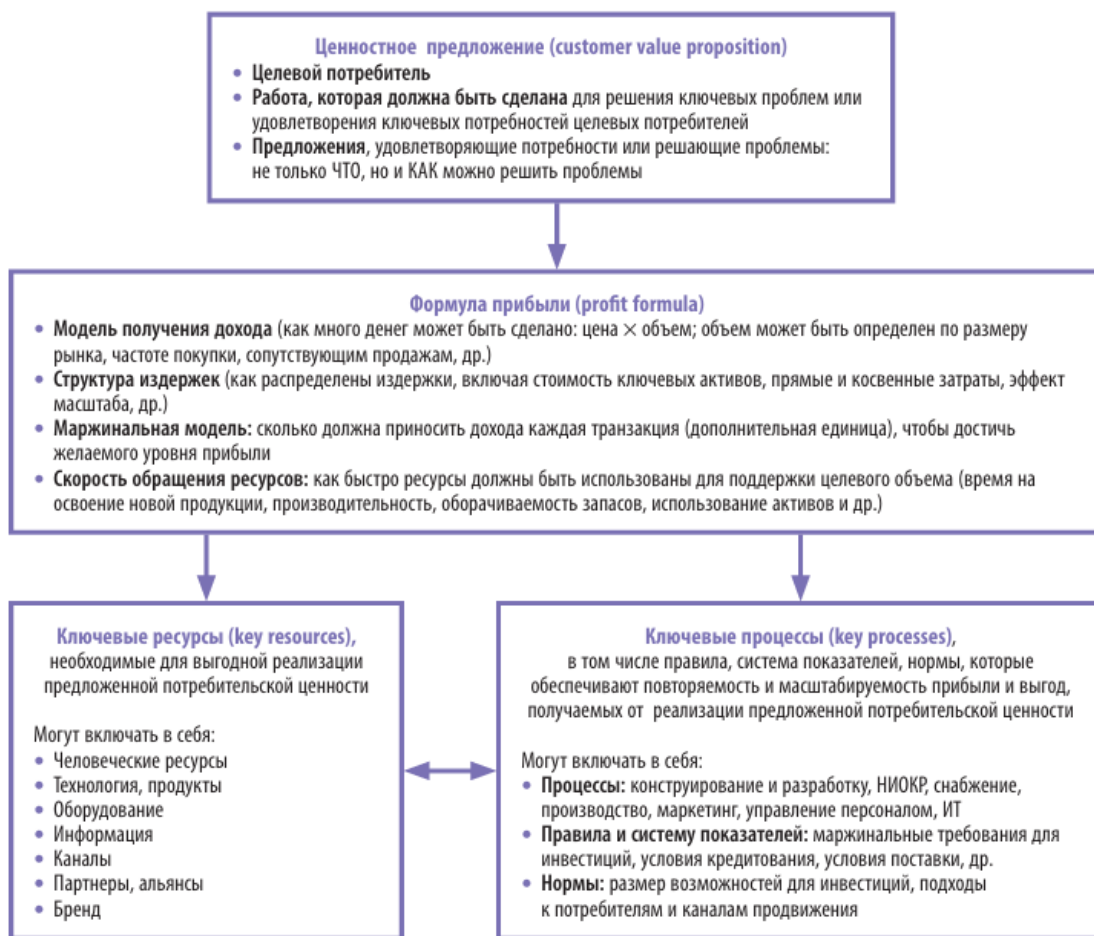 Ценностное предложение (customer value proposition)
• Целевой потребитель
• Работа, которая должна быть сделана для решения ключевых проблем или
удовлетворения ключевых потребностей целевых потребителей
• Предложения, удовлетворяющие потребности или решающие проблемы:
не только ЧТО, но и КАК можно решить проблемы
Формула прибыли (profit formula)
• Модель получения дохода (как много денег может быть сделано: цена × объем; объем может быть определен по размеру
рынка, частоте покупки, сопутствующим продажам, др.)
• Структура издержек (как распределены издержки, включая стоимость ключевых активов, прямые и косвенные затраты, эффект
масштаба, др.)
• Маржинальная модель: сколько должна приносить дохода каждая транзакция (дополнительная единица), чтобы достичь
желаемого уровня прибыли
• Скорость обращения ресурсов: как быстро ресурсы должны быть использованы для поддержки целевого объема (время на
освоение новой продукции, производительность, оборачиваемость запасов, использование активов и др.)
Ключевые ресурсы (key resources),
необходимые для выгодной реализации
предложенной потребительской ценности
Могут включать в себя:
• Человеческие ресурсы
• Технология, продукты
• Оборудование
• Информация
• Каналы
• Партнеры, альянсы
• Бренд
Ключевые процессы (key processes),
в том числе правила, система показателей, нормы, которые
обеспечивают повторяемость и масштабируемость прибыли и выгод,
получаемых от реализации предложенной потребительской ценности
Могут включать в себя:
• Процессы: конструирование и разработку, НИОКР, снабжение,
производство, маркетинг, управление персоналом, ИТ
• Правила и систему показателей: маржинальные требования для
инвестиций, условия кредитования, условия поставки, др.
• Нормы: размер возможностей для инвестиций, подходы
к потребителям и каналам продвижения